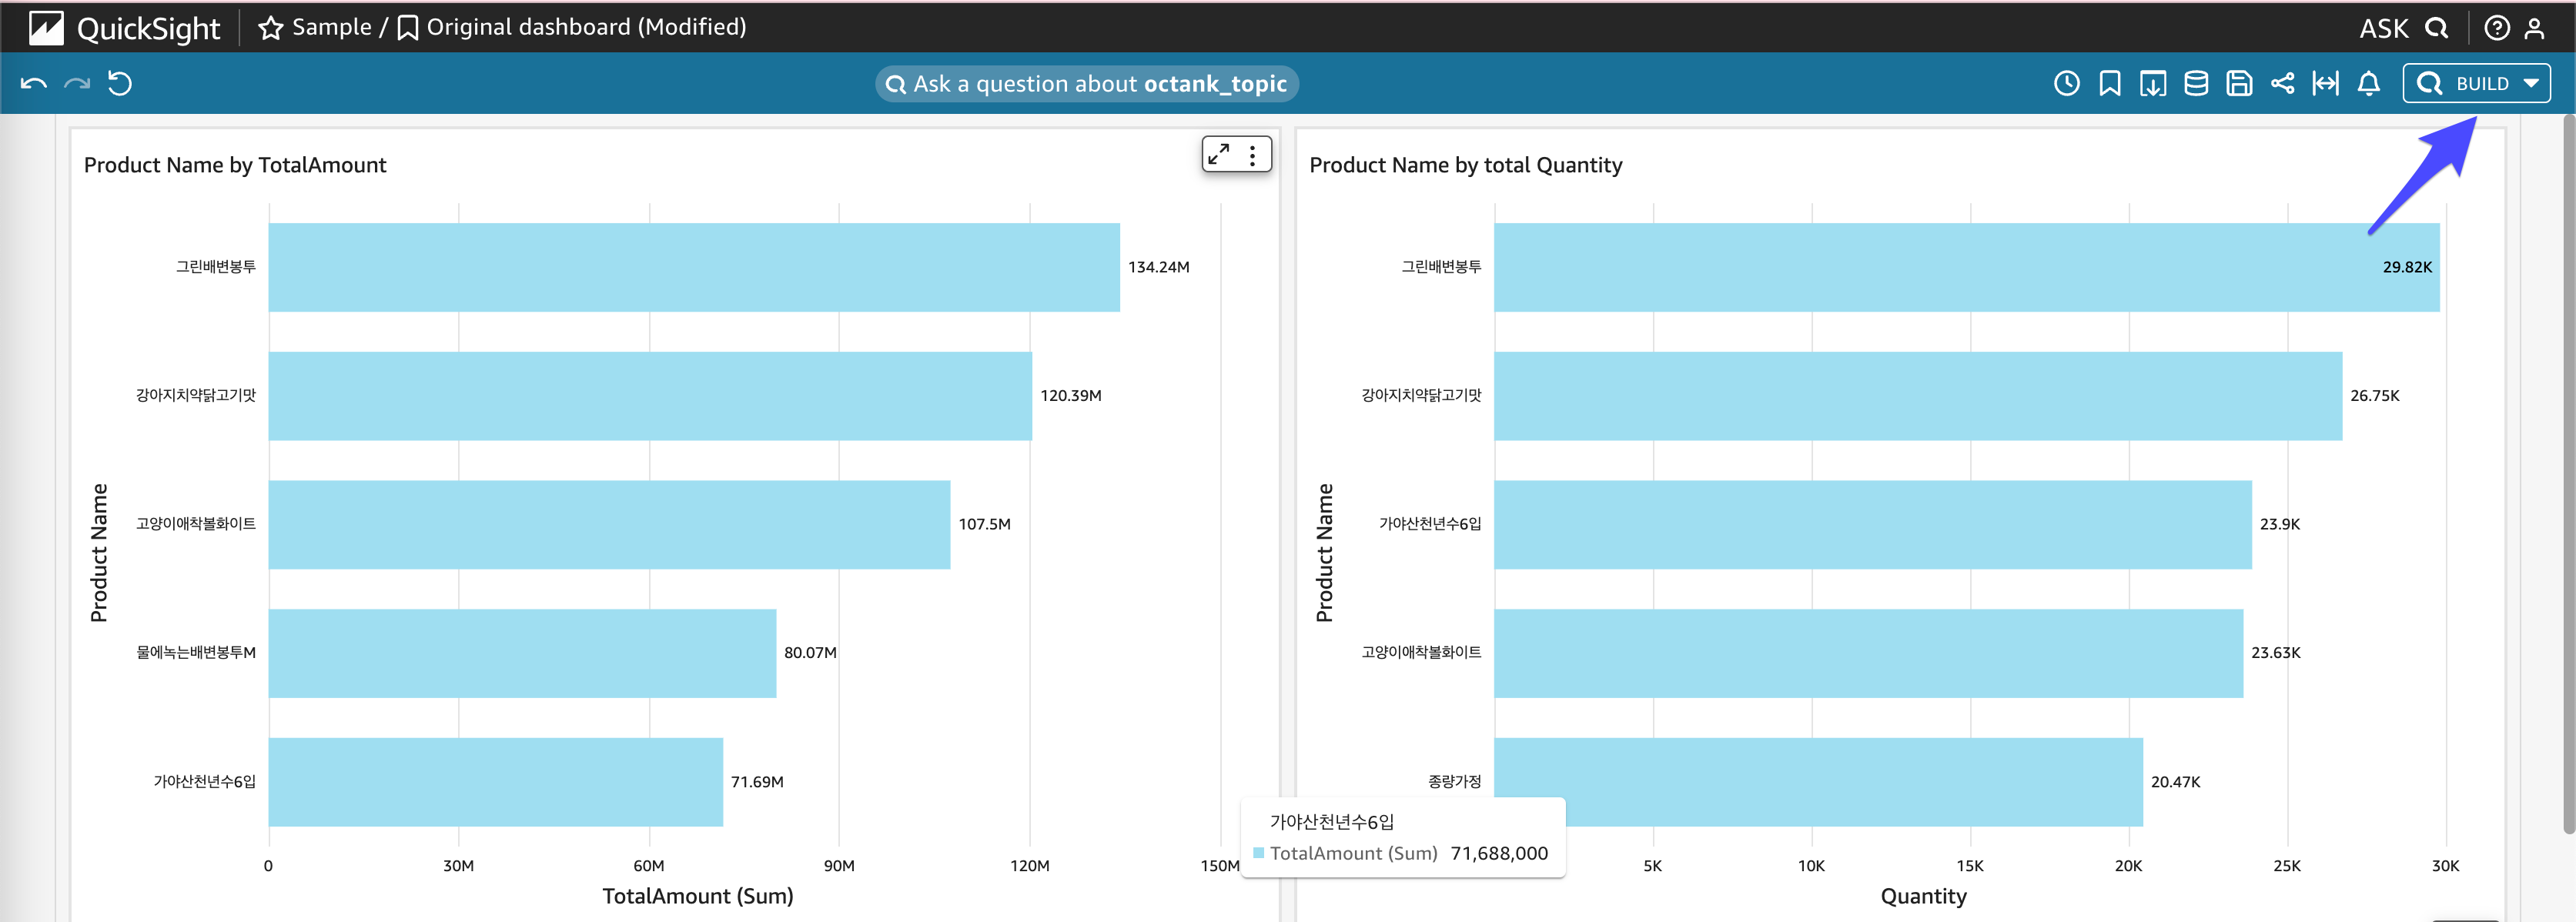 QuickSight Sample / Original dashboard (Modified) ASK
Ask a question about octank_topic BUILD
Product Name by TotalAmount
Product Name
그린배변봉투 134.24M
강아지치약닭고기맛 120.39M
고양이애착볼화이트 107.5M
물에녹는배변봉투M 80.07M
가야산천년수6입 71.69M
0 30M 60M 90M 120M 150M
TotalAmount (Sum)
Product Name by total Quantity
Product Name
그린배변봉투 29.82K
강아지치약닭고기맛 26.75K
가야산천년수6입 23.9K
고양이애착볼화이트 23.63K
종량가정 20.47K
가야산천년수6입
TotalAmount (Sum) 71,688,000
5K 10K 15K 20K 25K 30K
Quantity